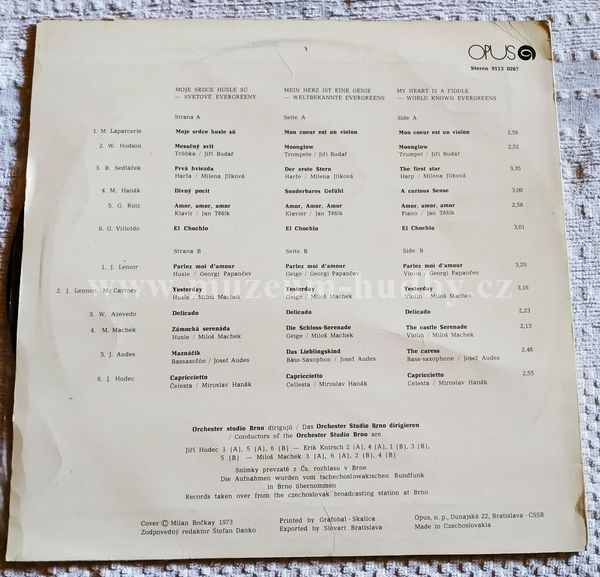 OPUS
Stereo 9113 0267
MOJE SRDCE HUSLE SÚ MEIN HERZ IST EINE GEIGE MY HEART IS A FIDDLE
— SVETOVÉ EVERGREENY — WELTBEKANNTE EVERGREENS — WORLD KNOWN EVERGREENS
Strana A Seite A Side A
1. M. Laparcerie Moje srdce husle sú Mon coeur est un violon Mon coeur est un violon 2,56
2. W. Hudson Mesačný svit Moonglow Moonglow 2,52
Trúbka / Jiří Budař Trompete / Jiří Budař Trumpet / Jiří Budař
3. B. Sedláček Prvá hviezda Der erste Stern The first star 3,35
Harfa / Milena Jílková Harfe / Milena Jílková Harp / Milena Jílková
4. M. Hanák Divný pocit Sonderbares Gefühl A curious Sense 3,00
5. G. Ruiz Amor, amor, amor Amor, Amor, Amor Amor, amor, amor 2,58
Klavír / Jan Těšík Klavier / Jan Těšík Piano / Jan Těšík
6. G. Villoldo El Chochlo El Chochlo El Chochlo 3,01
Strana B Seite B Side B
1. J. Lenoir Parlez moi d'amour Parlez moi d'amour Parlez moi d'amour 3,29
Husle / Georgi Papančev Geige / Georgi Papančev Violin / Georgi Papančev
www.muzeum-hudby.cz
2. J. Lennon, Mc Cartney Yesterday Yesterday Yesterday 3,16
Husle / Miloš Machek Geige / Miloš Machek Violin / Miloš Machek
3. W. Azevedo Delicado Delicado Delicado 2,23
4. M. Machek Zámocká serenáda Die Schloss-Serenade The castle Serenade 2,13
Husle / Miloš Machek Geige / Miloš Machek Violin / Miloš Machek
5. J. Audes Maznáčik Das Lieblingskind The caress 2,48
Bassaxofón / Josef Audes Bass-Saxophon / Josef Audes Bass-saxophone / Josef Audes
6. J. Hudec Capriccietto Capriccietto Capriccietto 2,55
Čelesta / Miroslav Hanák Cellesta / Miroslav Hanák Celesta / Miroslav Hanák
Orchester studio Brno dirigujú / Das Orchester Studio Brno dirigieren
/ Conductors of the Orchester Studio Brno are
Jiří Hudec 1 (A), 5 (A), 6 (B) — Erik Knirsch 2 (A), 4 (A), 1 (B), 3 (B),
5 (B) — Miloš Machek 3 (A), 6 (A), 2 (B), 4 (B)
Snímky prevzaté z Čs. rozhlasu v Brne
Die Aufnahmen wurden vom tschechoslowakischen Rundfunk
in Brno übernommen
Records taken over from the czechoslovak broadcasting station at Brno
Cover © Milan Bočkay 1973 Printed by Grafobal - Skalica Opus, n. p., Dunajská 22, Bratislava - ČSSR
Zodpovedný redaktor Štefan Danko Exported by Slovart Bratislava Made in Czechoslovakia